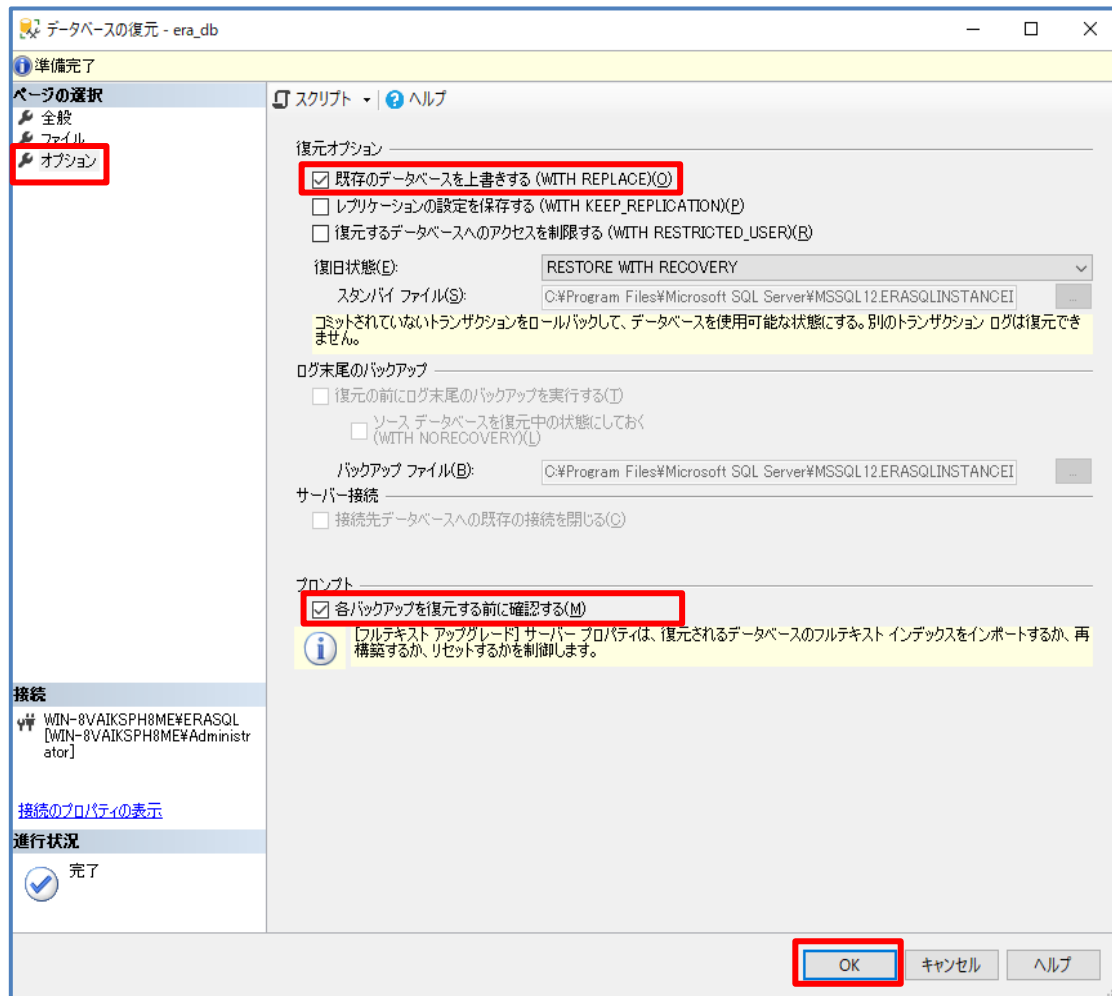 データベースの復元 - era_db
準備完了
ページの選択
全般
ファイル
オプション
スクリプト
ヘルプ
復元オプション
既存のデータベースを上書きする (WITH REPLACE)(O)
レプリケーションの設定を保存する (WITH KEEP_REPLICATION)(P)
復元するデータベースへのアクセスを制限する (WITH RESTRICTED_USER)(R)
復旧状態(E):
RESTORE WITH RECOVERY
スタンバイ ファイル(S):
C:¥Program Files¥Microsoft SQL Server¥MSSQL12.ERASQLINSTANCEI
...
コミットされていないトランザクションをロールバックして、データベースを使用可能な状態にする。別のトランザクション ログは復元でき
ません。
ログ末尾のバックアップ
復元の前にログ末尾のバックアップを実行する(T)
ソース データベースを復元中の状態にしておく
(WITH NORECOVERY)(L)
バックアップ ファイル(B):
C:¥Program Files¥Microsoft SQL Server¥MSSQL12.ERASQLINSTANCEI
...
サーバー接続
接続先データベースへの既存の接続を閉じる(C)
プロンプト
各バックアップを復元する前に確認する(M)
[フルテキスト アップグレード] サーバー プロパティは、復元されるデータベースのフルテキスト インデックスをインポートするか、再
構築するか、リセットするかを制御します。
接続
WIN-8VAIKSPH8ME¥ERASQL
[WIN-8VAIKSPH8ME¥Administr
ator]
接続のプロパティの表示
進行状況
完了
OK
キャンセル
ヘルプ